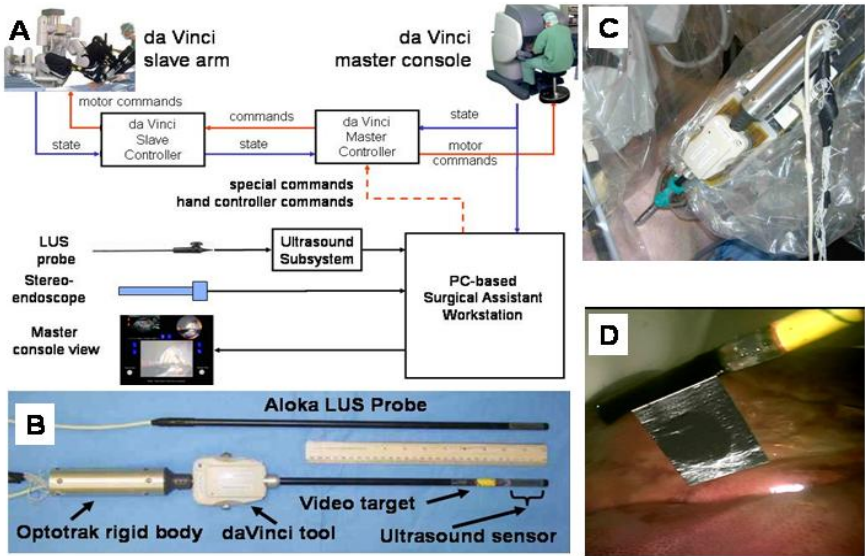 A
da Vinci
slave arm
da Vinci
master console
motor commands
commands
da Vinci
Slave
Controller
da Vinci
Master
Controller
state
state
state
motor
commands
special commands
hand controller commands
LUS
probe
Ultrasound
Subsystem
Stereo-
endoscope
PC-based
Surgical Assistant
Workstation
Master
console view
B
Aloka LUS Probe
Video target
Optotrak rigid body
daVinci tool
Ultrasound sensor
C
D